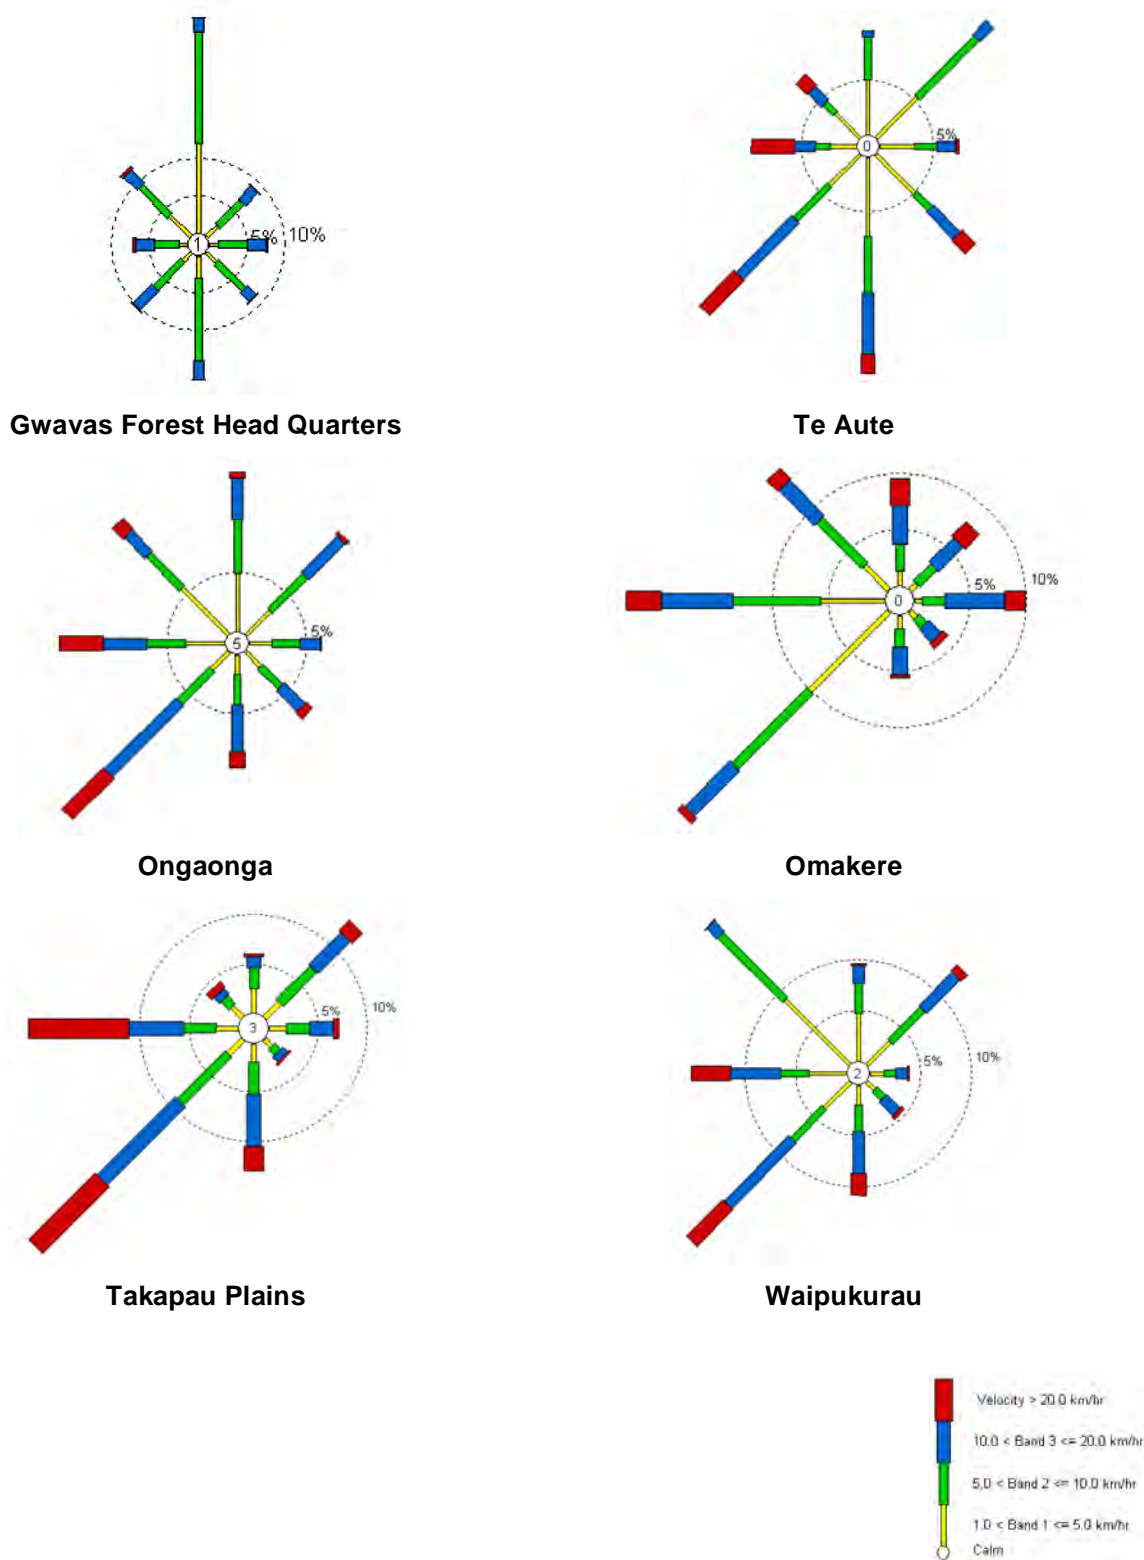 1
5%
10%
0
5%
Gwavas Forest Head Quarters
Te Aute
5
5%
0
5%
10%
Ongaonga
Omakere
3
5%
10%
2
5%
10%
Takapau Plains
Waipukurau
Velocity > 20.0 km/hr
10.0 < Band 3 <= 20.0 km/hr
5.0 < Band 2 <= 10.0 km/hr
1.0 < Band 1 <= 5.0 km/hr
Calm